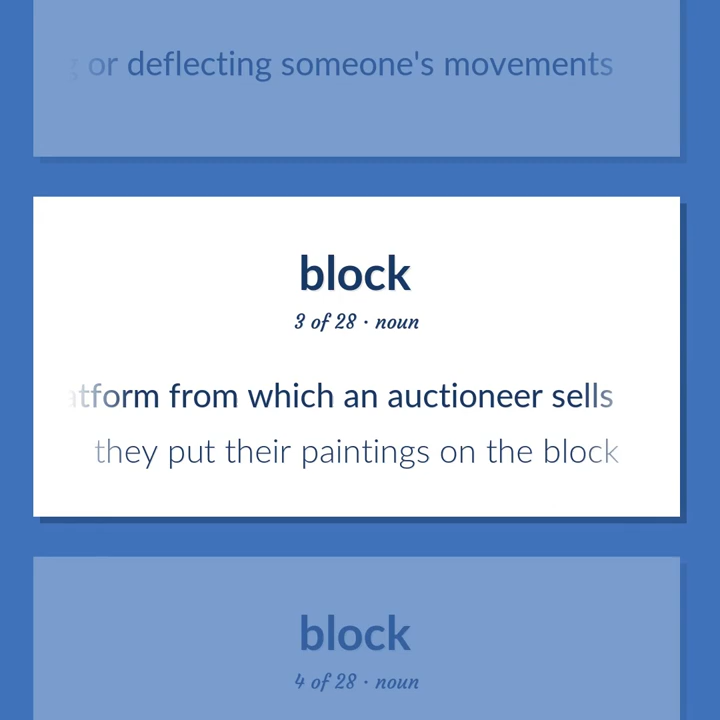 or deflecting someone's movements
block
3 of 28 · noun
atform from which an auctioneer sells
they put their paintings on the block
block
4 of 28 · noun